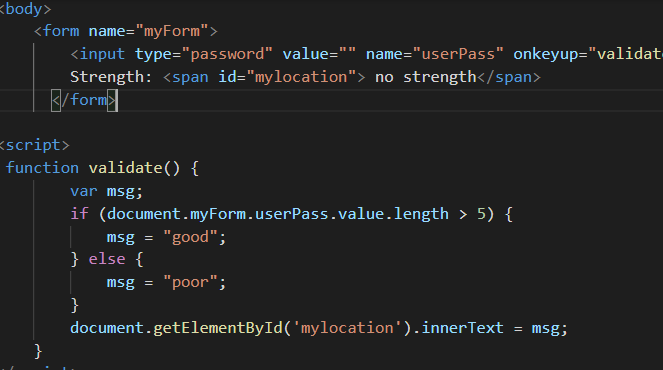 <body>
<form name="myForm">
<input type="password" value="" name="userPass" onkeyup="validate
Strength: <span id="mylocation"> no strength</span>
</form>
<script>
function validate() {
var msg;
if (document.myForm.userPass.value.length > 5) {
msg = "good";
} else {
msg = "poor";
}
document.getElementById('mylocation').innerText = msg;
}